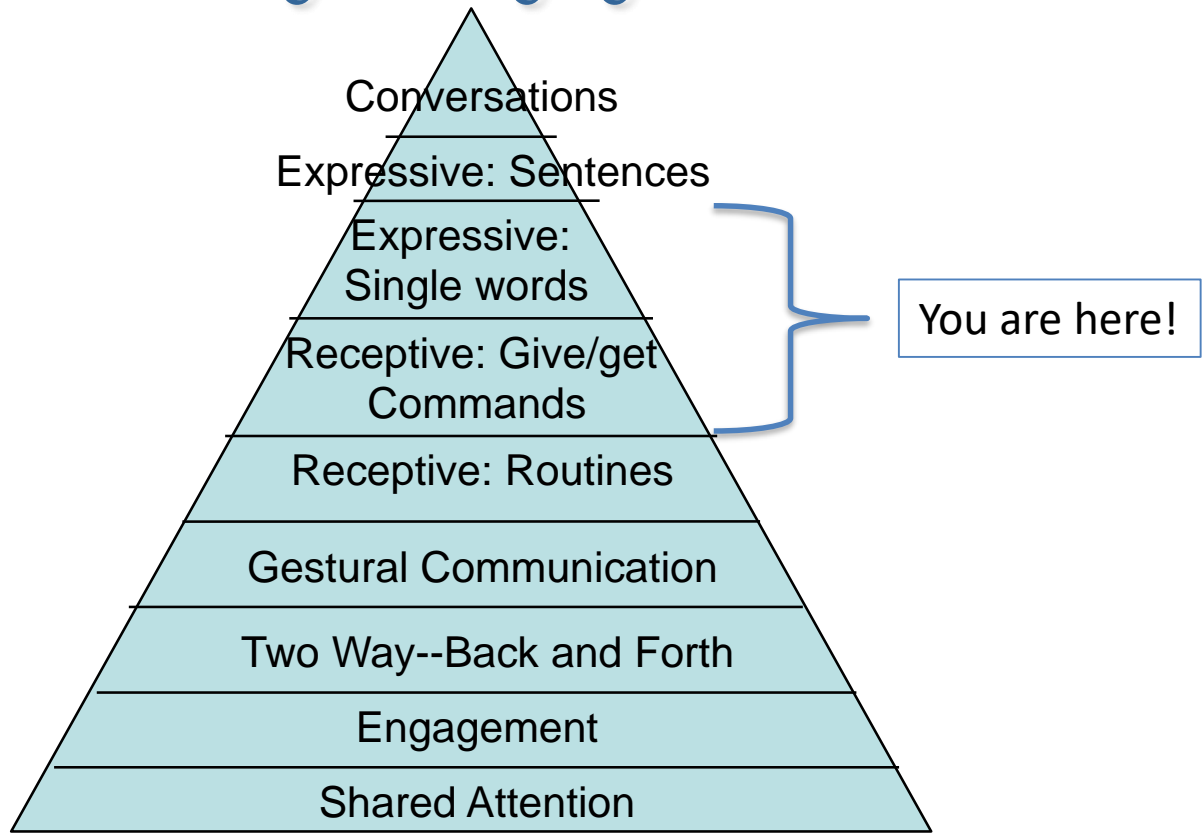 Conversations
Expressive: Sentences
Expressive:
Single words
Receptive: Give/get
Commands
You are here!
Receptive: Routines
Gestural Communication
Two Way--Back and Forth
Engagement
Shared Attention